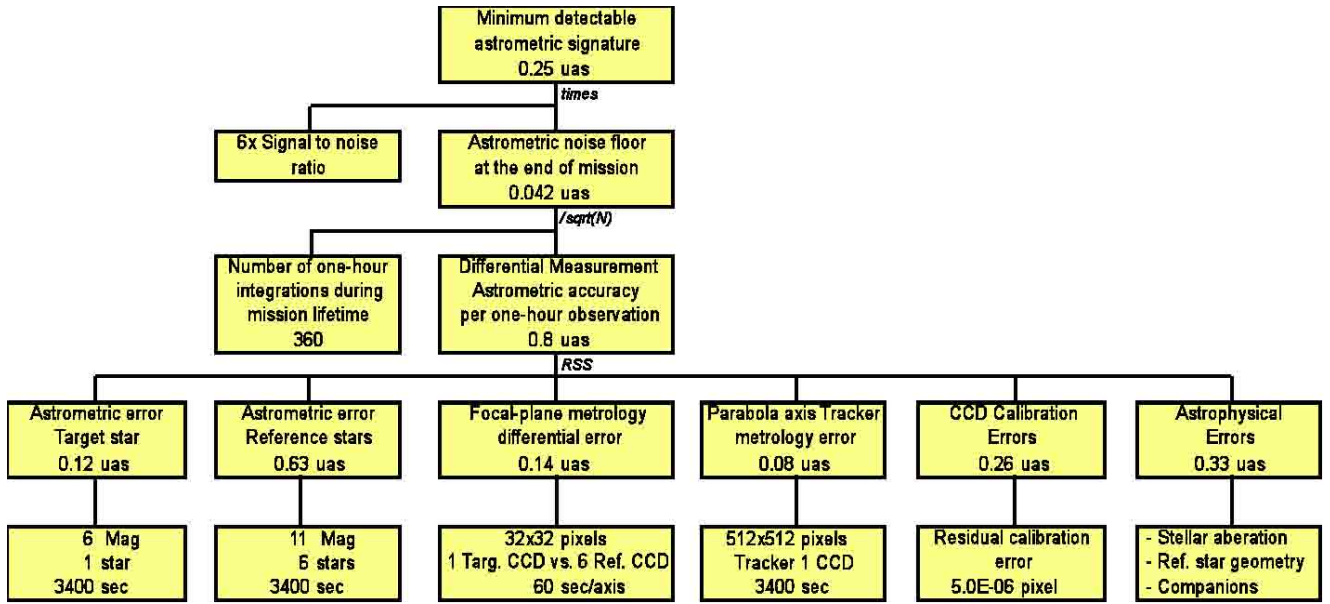 Minimum detectable
astrometric signature
0.25 uas
times
6x Signal to noise
ratio
Astrometric noise floor
at the end of mission
0.042 uas
/sqrt(N)
Number of one-hour
integrations during
mission lifetime
360
Differential Measurement
Astrometric accuracy
per one-hour observation
0.8 uas
RSS
Astrometric error
Target star
0.12 uas
Astrometric error
Reference stars
0.63 uas
Focal-plane metrology
differential error
0.14 uas
Parabola axis Tracker
metrology error
0.08 uas
CCD Calibration
Errors
0.26 uas
Astrophysical
Errors
0.33 uas
6 Mag
1 star
3400 sec
11 Mag
6 stars
3400 sec
32x32 pixels
1 Targ. CCD vs. 6 Ref. CCD
60 sec/axis
512x512 pixels
Tracker 1 CCD
3400 sec
Residual calibration
error
5.0E-06 pixel
- Stellar aberation
- Ref. star geometry
- Companions